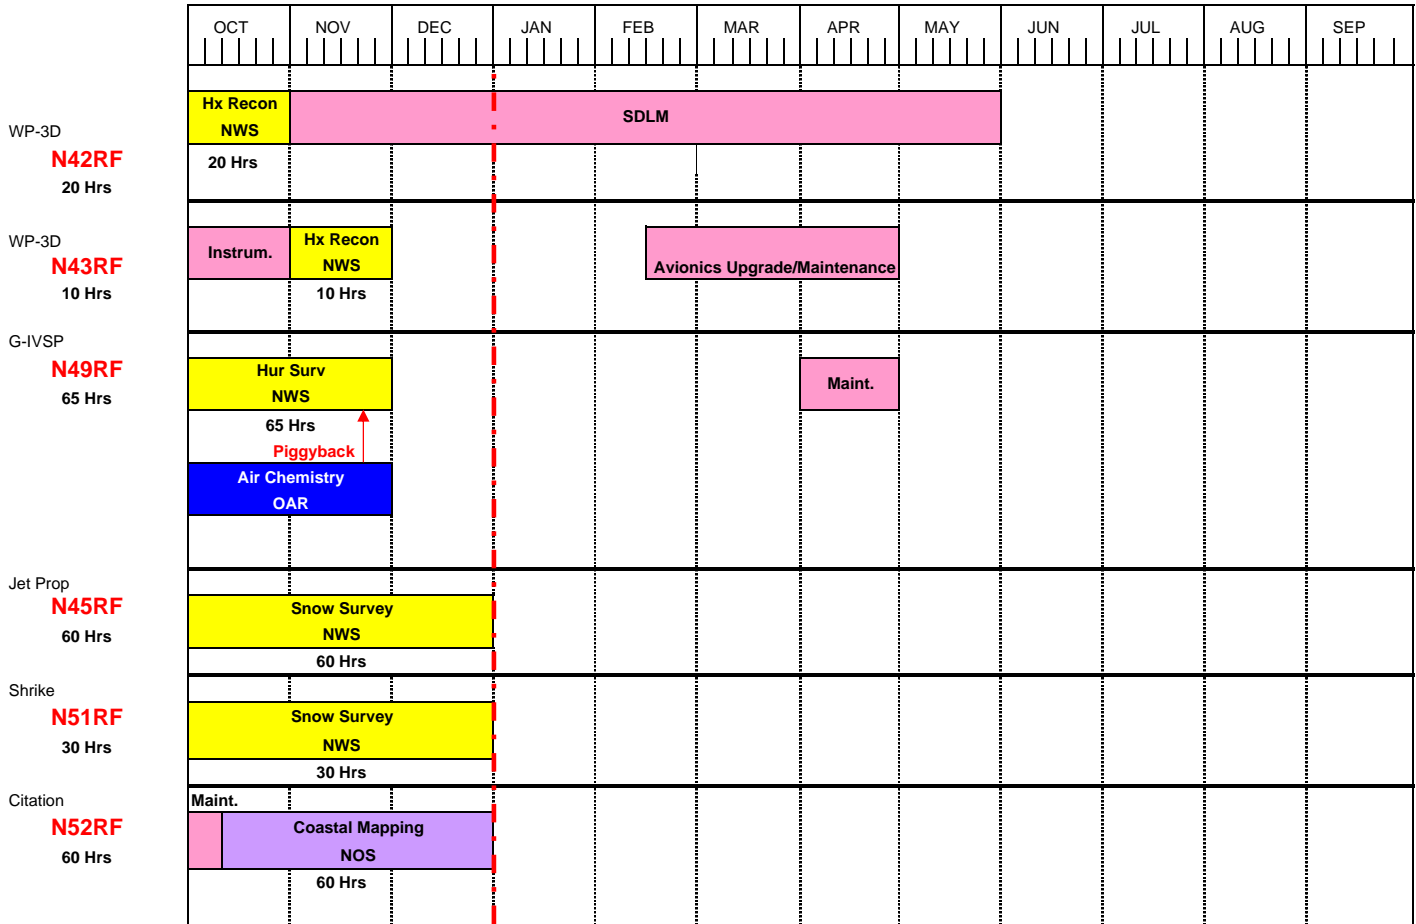 OCT NOV DEC JAN FEB MAR APR MAY JUN JUL AUG SEP
WP-3D
N42RF
20 Hrs
Hx Recon
NWS
20 Hrs
SDLM
WP-3D
N43RF
10 Hrs
Instrum.
Hx Recon
NWS
10 Hrs
Avionics Upgrade/Maintenance
G-IVSP
N49RF
65 Hrs
Hur Surv
NWS
65 Hrs
Piggyback
Air Chemistry
OAR
Maint.
Jet Prop
N45RF
60 Hrs
Snow Survey
NWS
60 Hrs
Shrike
N51RF
30 Hrs
Snow Survey
NWS
30 Hrs
Citation
N52RF
60 Hrs
Maint.
Coastal Mapping
NOS
60 Hrs